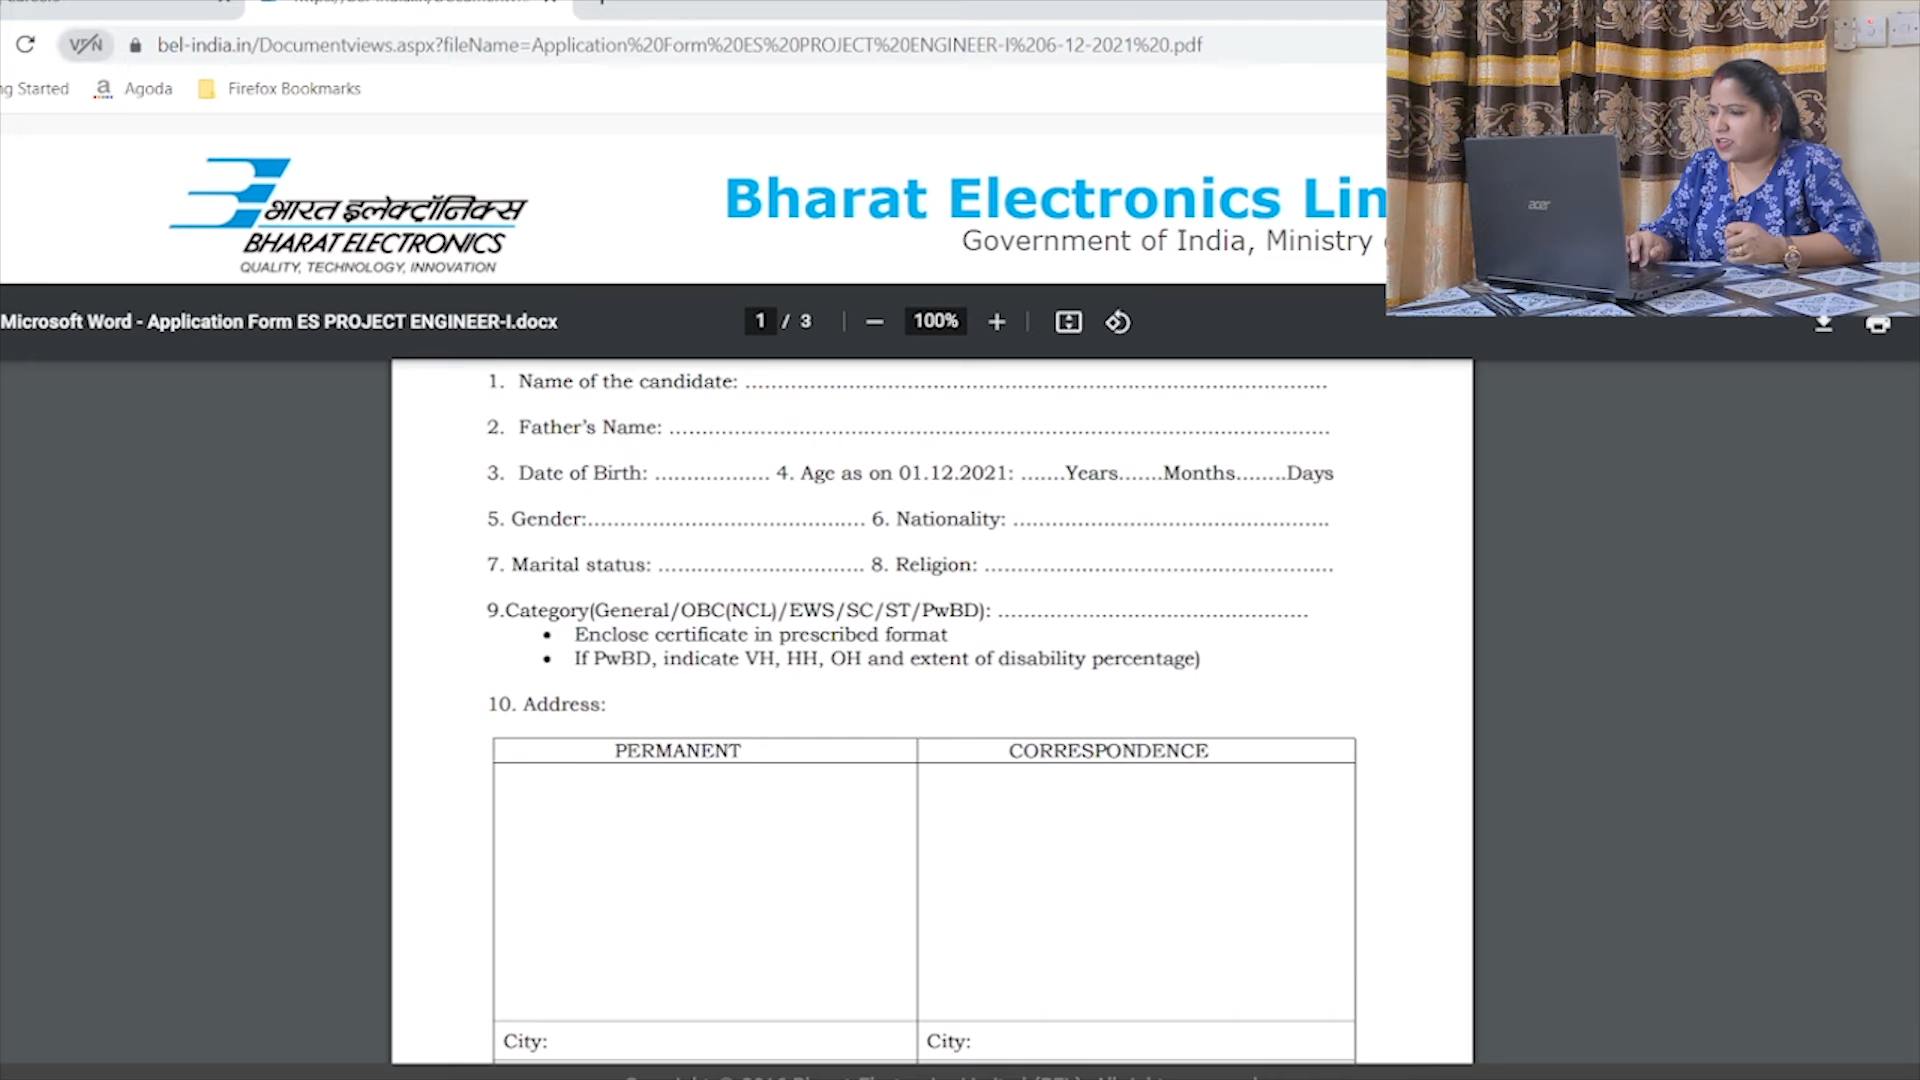 VPN bel-india.in/Documentviews.aspx?fileName=Application%20Form%20ES%20PROJECT%20ENGINEER-I%206-12-2021%20.pdf
ng Started a Agoda Firefox Bookmarks
भारत इलेक्ट्रॉनिक्स
BHARAT ELECTRONICS
QUALITY, TECHNOLOGY, INNOVATION
Bharat Electronics Lim
Government of India, Ministry
acer
Microsoft Word - Application Form ES PROJECT ENGINEER-I.docx 1 / 3 — 100% +
1. Name of the candidate: ..........................................................................................
2. Father's Name: .....................................................................................................
3. Date of Birth: .................. 4. Age as on 01.12.2021: .......Years.......Months........Days
5. Gender:........................................... 6. Nationality: .................................................
7. Marital status: ................................ 8. Religion: ......................................................
9.Category(General/OBC(NCL)/EWS/SC/ST/PwBD): ................................................
• Enclose certificate in prescribed format
• If PwBD, indicate VH, HH, OH and extent of disability percentage)
10. Address:
PERMANENT CORRESPONDENCE
City: City: